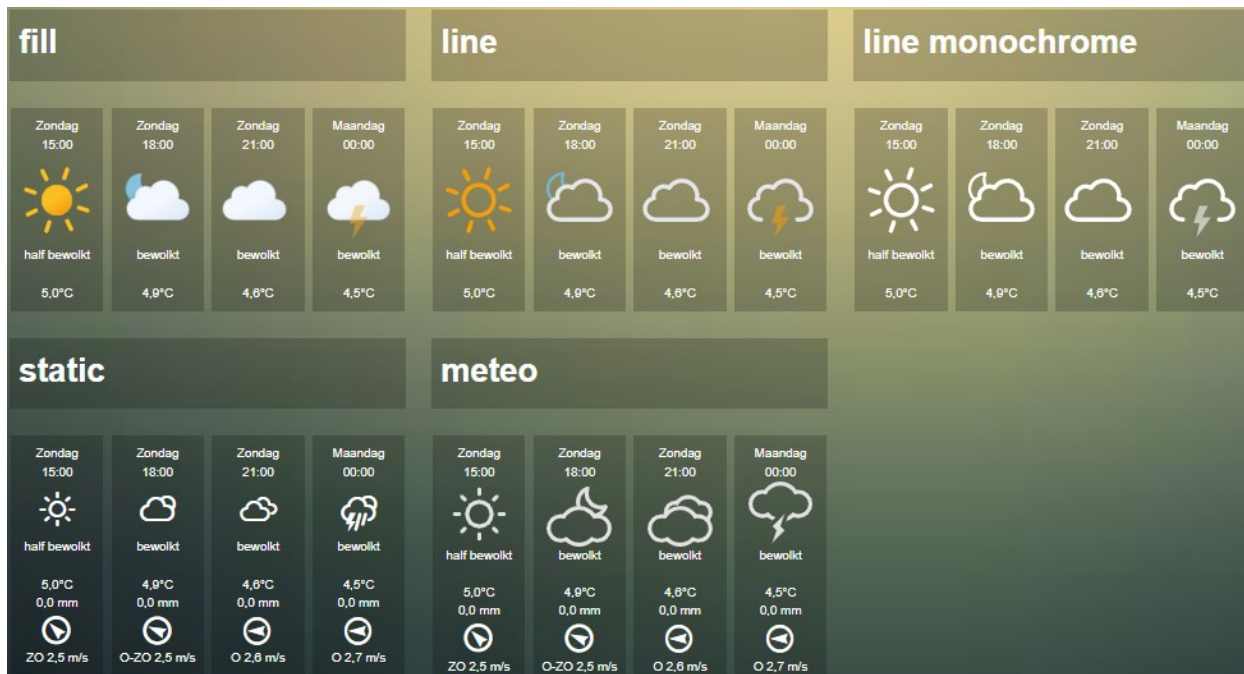 fill
line
line monochrome
Zondag Zondag Zondag Maandag
15:00 18:00 21:00 00:00
half bewolkt bewolkt bewolkt bewolkt
5,0°C 4,9°C 4,6°C 4,5°C
Zondag Zondag Zondag Maandag
15:00 18:00 21:00 00:00
half bewolkt bewolkt bewolkt bewolkt
5,0°C 4,9°C 4,6°C 4,5°C
Zondag Zondag Zondag Maandag
15:00 18:00 21:00 00:00
half bewolkt bewolkt bewolkt bewolkt
5,0°C 4,9°C 4,6°C 4,5°C
static
meteo
Zondag Zondag Zondag Maandag
15:00 18:00 21:00 00:00
half bewolkt bewolkt bewolkt bewolkt
5,0°C 4,9°C 4,6°C 4,5°C
0,0 mm 0,0 mm 0,0 mm 0,0 mm
ZO 2,5 m/s O-ZO 2,5 m/s O 2,6 m/s O 2,7 m/s
Zondag Zondag Zondag Maandag
15:00 18:00 21:00 00:00
half bewolkt bewolkt bewolkt bewolkt
5,0°C 4,9°C 4,6°C 4,5°C
0,0 mm 0,0 mm 0,0 mm 0,0 mm
ZO 2,5 m/s O-ZO 2,5 m/s O 2,6 m/s O 2,7 m/s